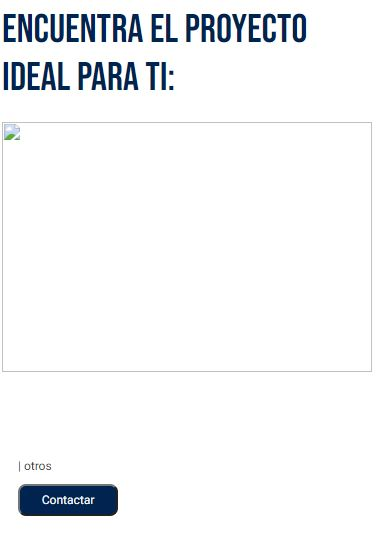 ENCUENTRA EL PROYECTO
IDEAL PARA TI:
| otros
Contactar